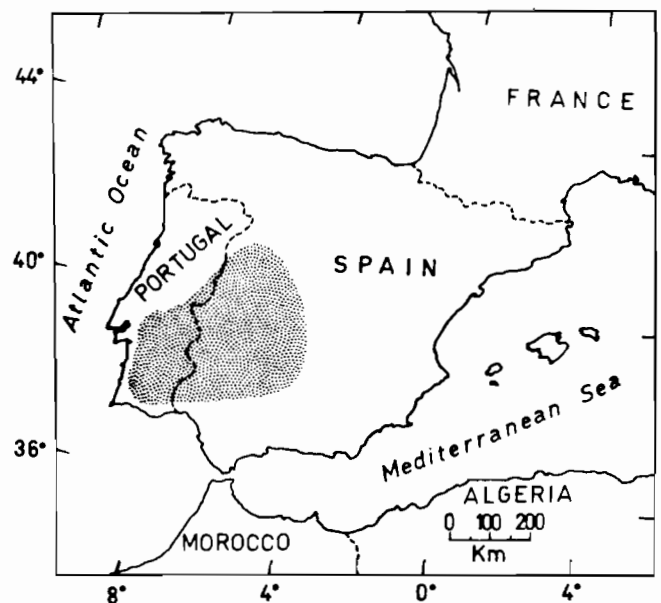 44°
FRANCE
Atlantic Ocean
PORTUGAL
40°
SPAIN
Mediterranean Sea
36°
ALGERIA
0 100 200
Km
MOROCCO
8° 4° 0° 4°